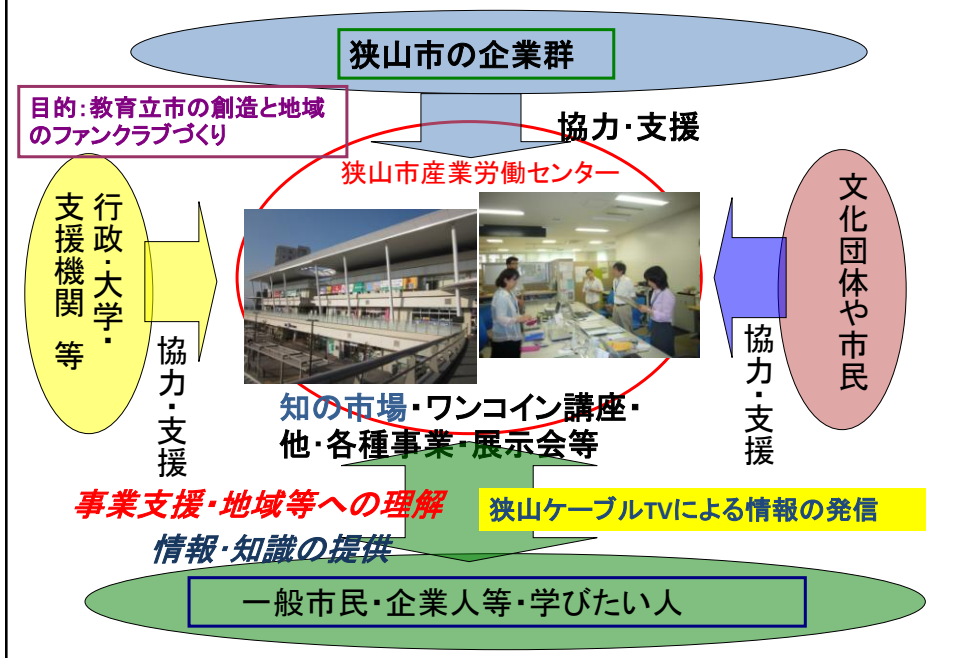 狭山市の企業群
目的：教育立市の創造と地域
のファンクラブづくり
協力・支援
狭山市産業労働センター
行政・大学・
支援機関 等
協力・支援
文化団体や市民
協力・支援
知の市場・ワンコイン講座・
他・各種事業・展示会等
事業支援・地域等への理解
情報・知識の提供
狭山ケーブルTVによる情報の発信
一般市民・企業人等・学びたい人